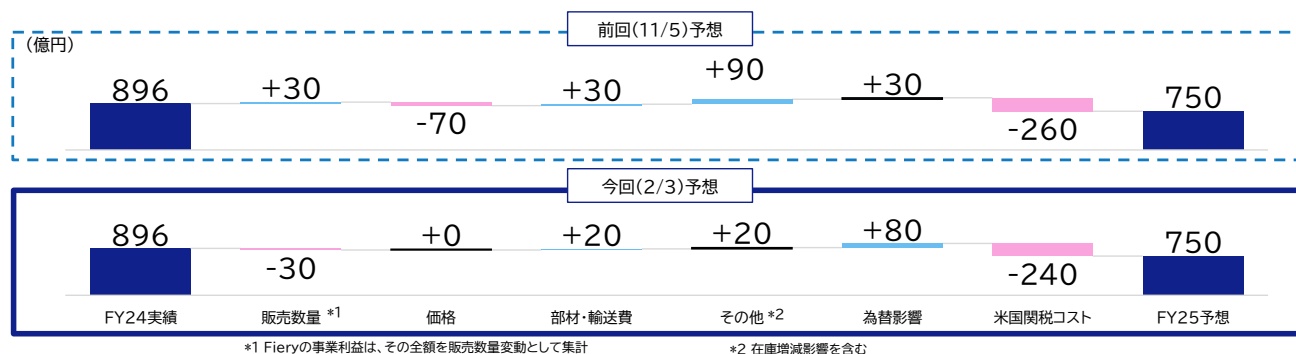 前回(11/5)予想
(億円)
896 +30 -70 +30 +90 +30 -260 750
今回(2/3)予想
896 -30 +0 +20 +20 +80 -240 750
FY24実績 販売数量 *1 価格 部材・輸送費 その他 *2 為替影響 米国関税コスト FY25予想
*1 Fieryの事業利益は、その全額を販売数量変動として集計 *2 在庫増減影響を含む